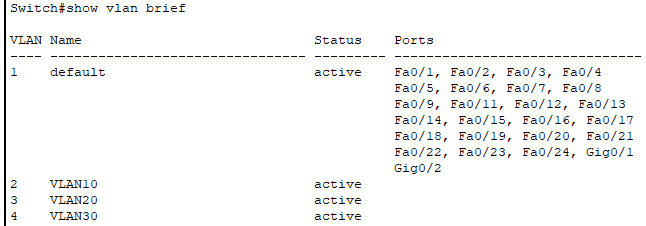 Switch#show vlan brief
VLAN Name Status Ports
---- -------------------------------- --------- -------------------------------
1 default active Fa0/1, Fa0/2, Fa0/3, Fa0/4
Fa0/5, Fa0/6, Fa0/7, Fa0/8
Fa0/9, Fa0/11, Fa0/12, Fa0/13
Fa0/14, Fa0/15, Fa0/16, Fa0/17
Fa0/18, Fa0/19, Fa0/20, Fa0/21
Fa0/22, Fa0/23, Fa0/24, Gig0/1
Gig0/2
2 VLAN10 active
3 VLAN20 active
4 VLAN30 active